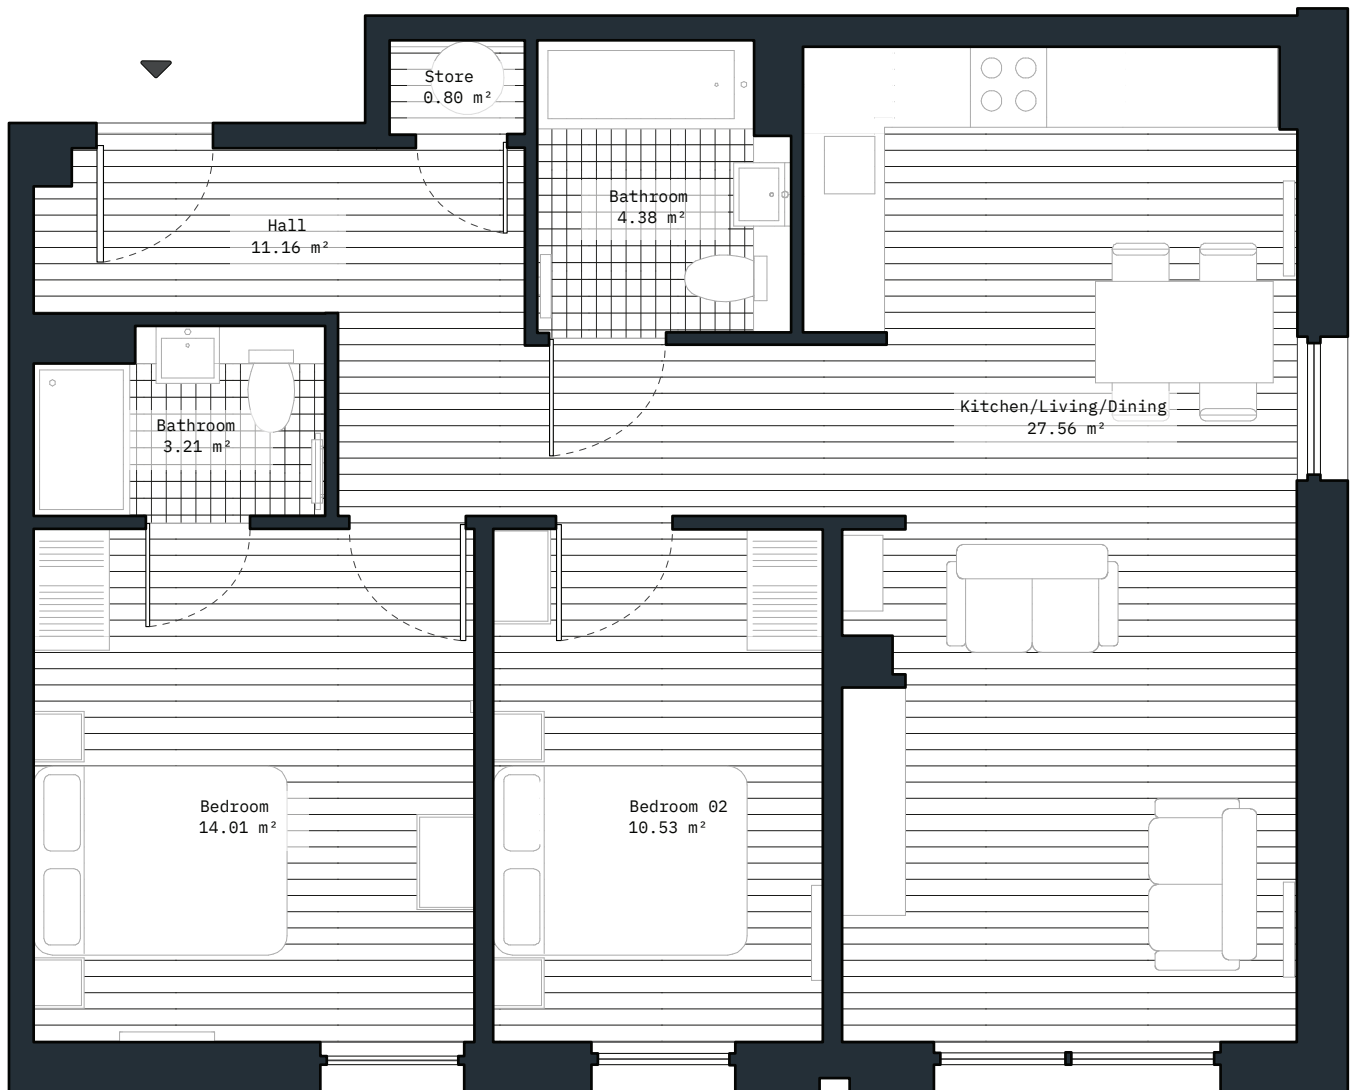 Store
0.80 m²
Bathroom
4.38 m²
Hall
11.16 m²
Kitchen/Living/Dining
27.56 m²
Bathroom
3.21 m²
Bedroom
14.01 m²
Bedroom 02
10.53 m²